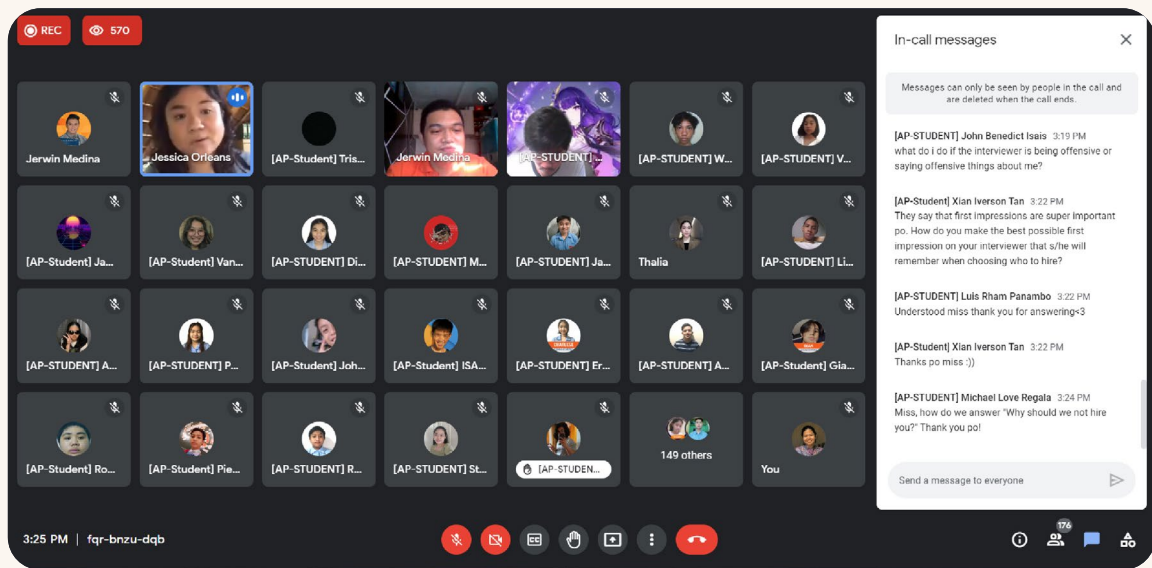 REC
570
Jerwin Medina
Jessica Orleans
[AP-Student] Tris...
Jerwin Medina
[AP-STUDENT] ...
[AP-STUDENT] W...
[AP-STUDENT] V...
[AP-Student] Ja...
[AP-Student] Van...
[AP-STUDENT] Di...
[AP-STUDENT] M...
[AP-STUDENT] Ja...
Thalia
[AP-STUDENT] Li...
[AP-STUDENT] A...
[AP-STUDENT] P...
[AP-Student] Joh...
[AP-Student] ISA...
[AP-STUDENT] Er...
[AP-STUDENT] A...
[AP-Student] Gia...
[AP-Student] Ro...
[AP-Student] Pie...
[AP-STUDENT] R...
[AP-STUDENT] St...
[AP-STUDEN...
149 others
You
3:25 PM | fqr-bnzu-dqb
176
In-call messages
Messages can only be seen by people in the call and
are deleted when the call ends.
[AP-STUDENT] John Benedict Isais 3:19 PM
what do i do if the interviewer is being offensive or
saying offensive things about me?
[AP-Student] Xian Iverson Tan 3:22 PM
They say that first impressions are super important
po. How do you make the best possible first
impression on your interviewer that s/he will
remember when choosing who to hire?
[AP-STUDENT] Luis Rham Panambo 3:22 PM
Understood miss thank you for answering<3
[AP-Student] Xian Iverson Tan 3:22 PM
Thanks po miss :))
[AP-STUDENT] Michael Love Regala 3:24 PM
Miss, how do we answer "Why should we not hire
you?" Thank you po!
Send a message to everyone